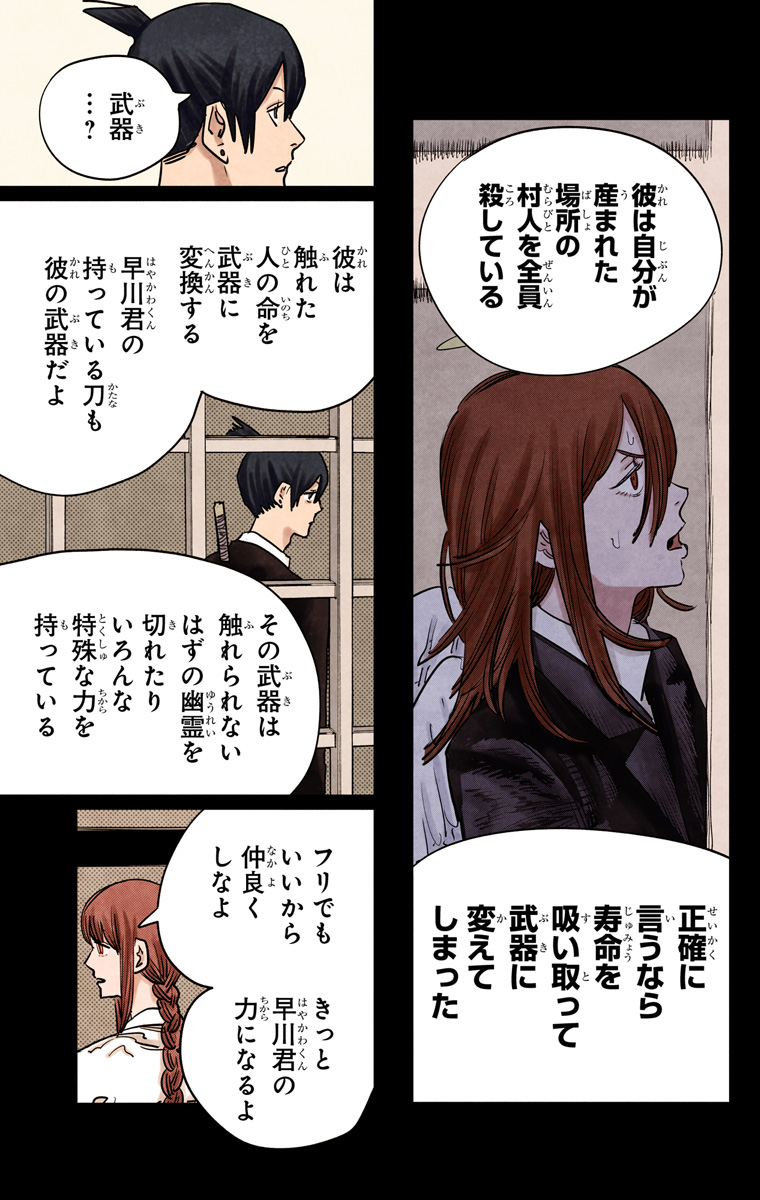 彼は自分が
産まれた
場所の
村人を全員
殺している
正確に
言うなら
寿命を
吸い取って
武器に
変えて
しまった
武器
…?
彼は
触れた
人の命を
武器に
変換する
早川君の
持っている刀も
彼の武器だよ
その武器は
触れられない
はずの幽霊を
切れたり
いろんな
特殊な力を
持っている
フリでも
いいから
仲良く
しなよ
きっと
早川君の
力になるよ